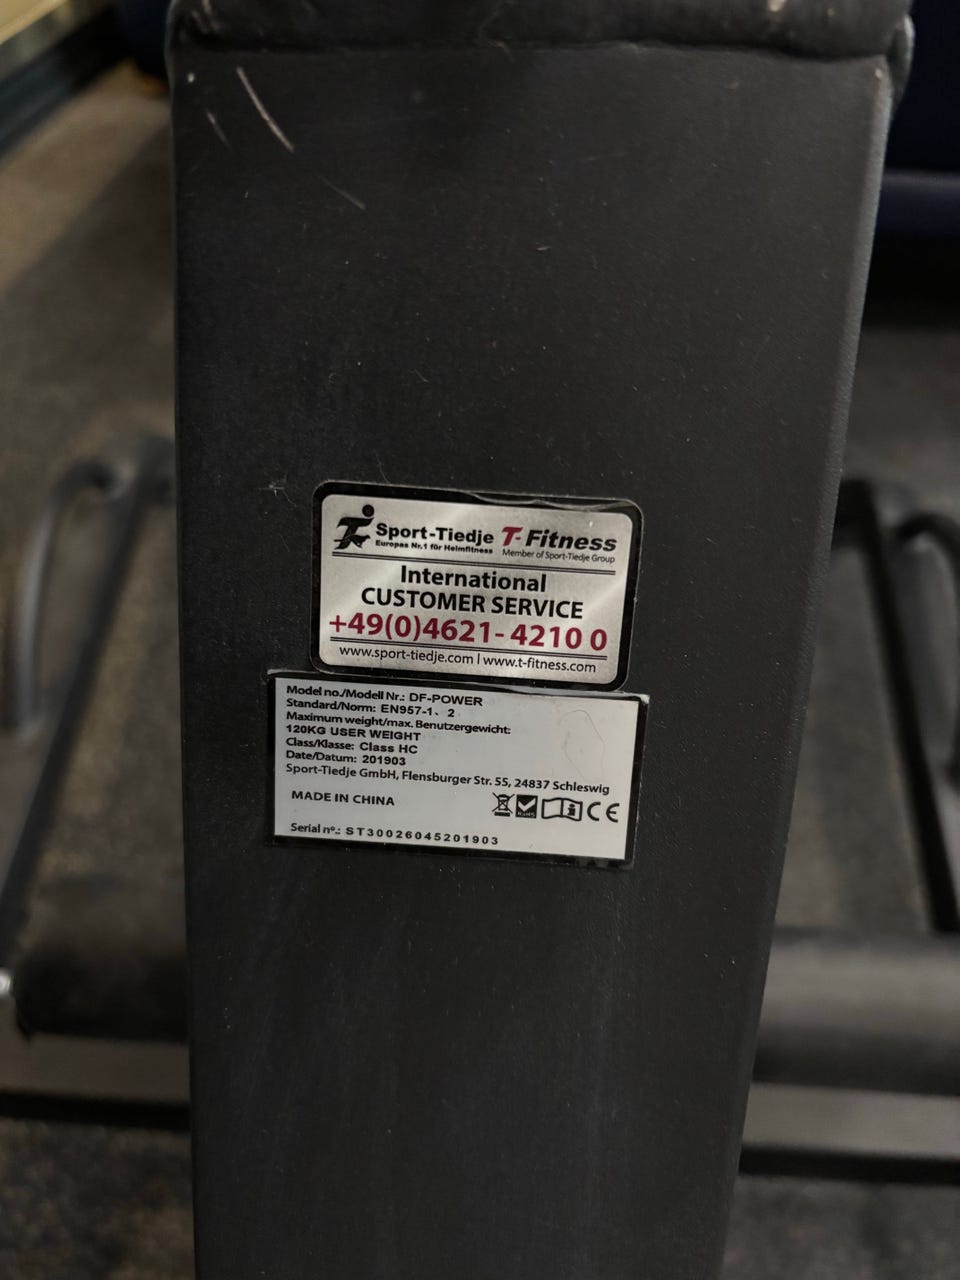 Sport-Tiedje T-Fitness
Europas Nr.1 für Heimfitness Member of Sport-Tiedje Group
International
CUSTOMER SERVICE
+49(0)4621-4210 0
www.sport-tiedje.com | www.t-fitness.com
Model no./Modell Nr.: DF-POWER
Standard/Norm: EN957-1、2
Maximum weight/max. Benutzergewicht:
120KG USER WEIGHT
Class/Klasse: Class HC
Date/Datum: 201903
Sport-Tiedje GmbH, Flensburger Str. 55, 24837 Schleswig
MADE IN CHINA
RoHS CE
Serial nº.: ST30026045201903